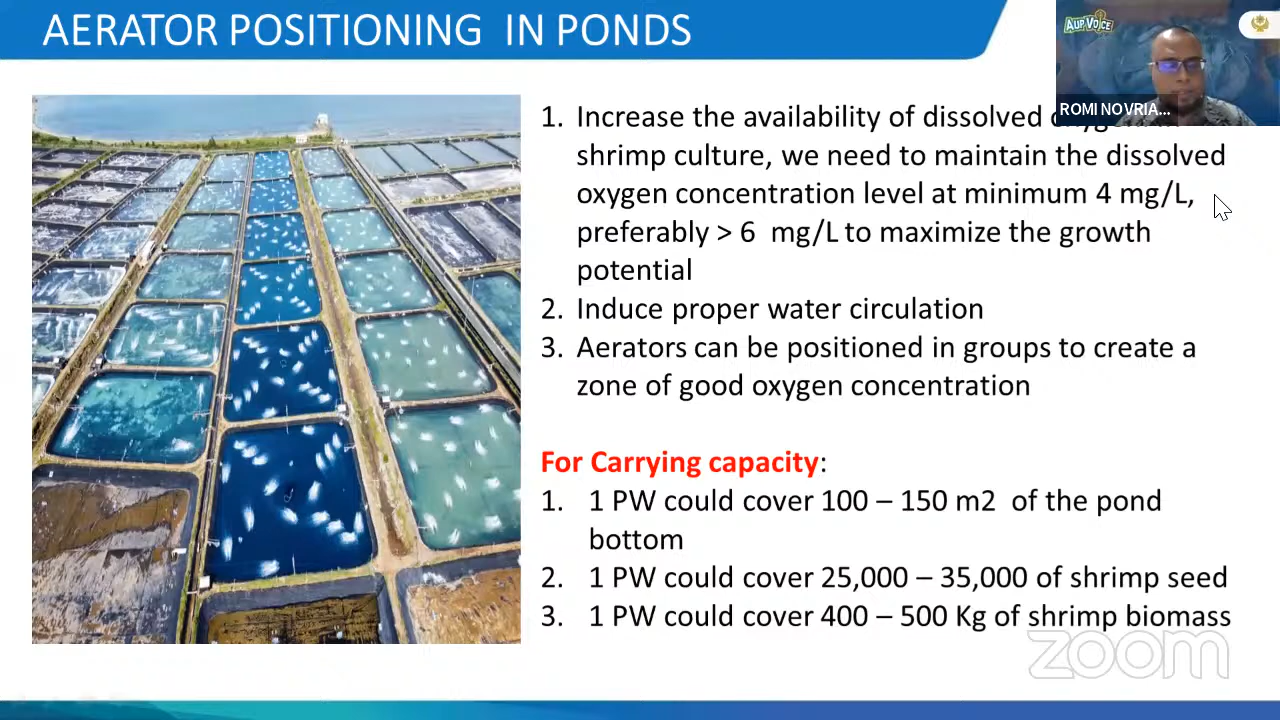 AERATOR POSITIONING IN PONDS
AUP VOICE
ROMI NOVRIA...
1. Increase the availability of dissolved
shrimp culture, we need to maintain the dissolved
oxygen concentration level at minimum 4 mg/L,
preferably > 6 mg/L to maximize the growth
potential
2. Induce proper water circulation
3. Aerators can be positioned in groups to create a
zone of good oxygen concentration
For Carrying capacity:
1. 1 PW could cover 100 – 150 m2 of the pond
bottom
2. 1 PW could cover 25,000 – 35,000 of shrimp seed
3. 1 PW could cover 400 – 500 Kg of shrimp biomass
zoom